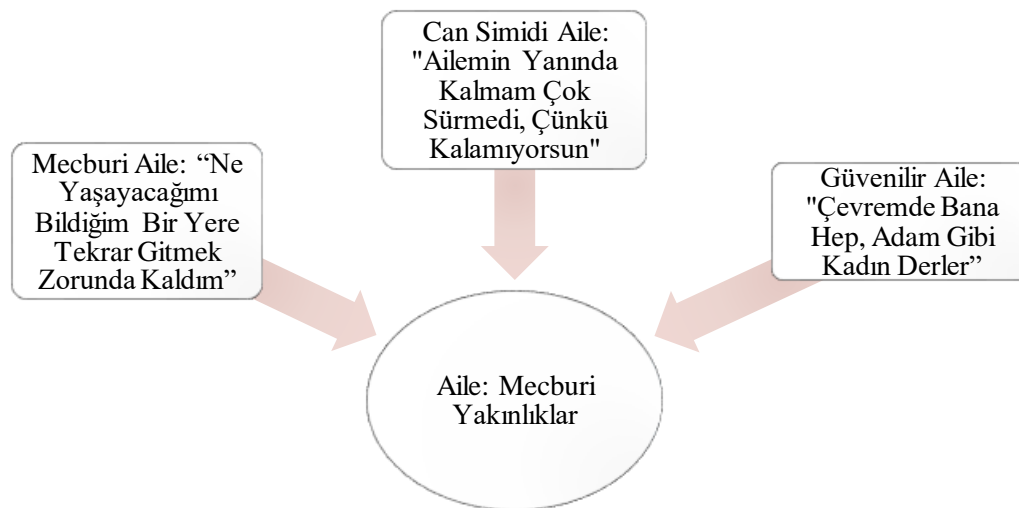 Mecburi Aile: “Ne
Yaşayacağımı
Bildiğim Bir Yere
Tekrar Gitmek
Zorunda Kaldım”
Can Simidi Aile:
"Ailemin Yanında
Kalmam Çok
Sürmedi, Çünkü
Kalamıyorsun"
Güvenilir Aile:
"Çevremde Bana
Hep, Adam Gibi
Kadın Derler”
Aile: Mecburi
Yakınlıklar